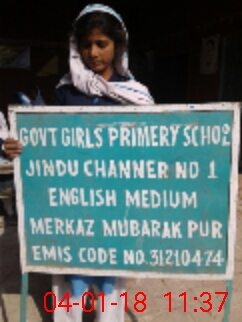 GOVT GIRLS PRIMERY SCHOOL
JINDU CHANNER NO 1
ENGLISH MEDIUM
MERKAZ MUBARAK PUR
EMIS CODE NO.31210474
04-01-18 11:37